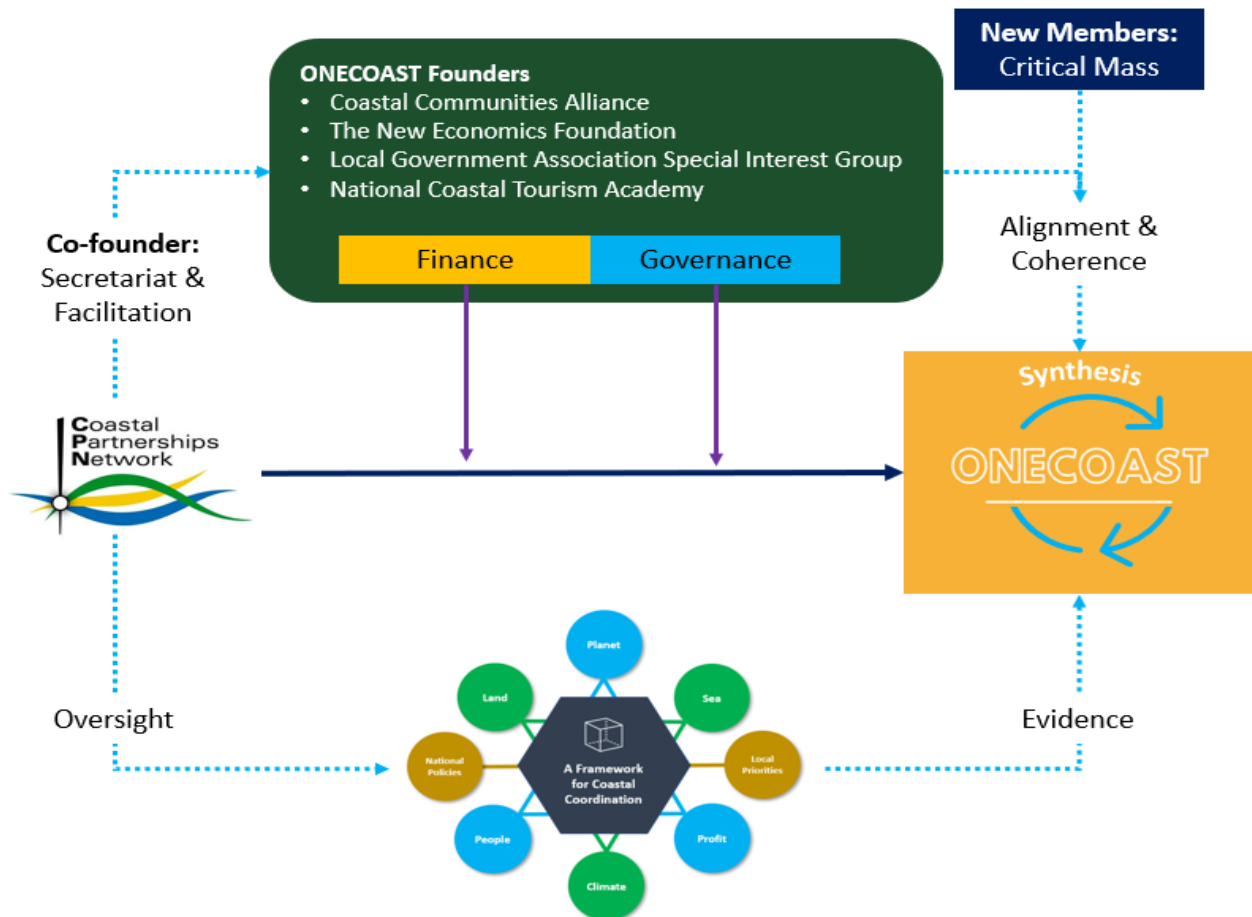 New Members:
Critical Mass
ONECOAST Founders
• Coastal Communities Alliance
• The New Economics Foundation
• Local Government Association Special Interest Group
• National Coastal Tourism Academy
Finance
Governance
Co-founder:
Secretariat &
Facilitation
Alignment &
Coherence
Coastal
Partnerships
Network
Synthesis
ONECOAST
Oversight
Evidence
Planet
Land
Sea
National
Policies
Local
Priorities
A Framework
for Coastal
Coordination
People
Profit
Climate